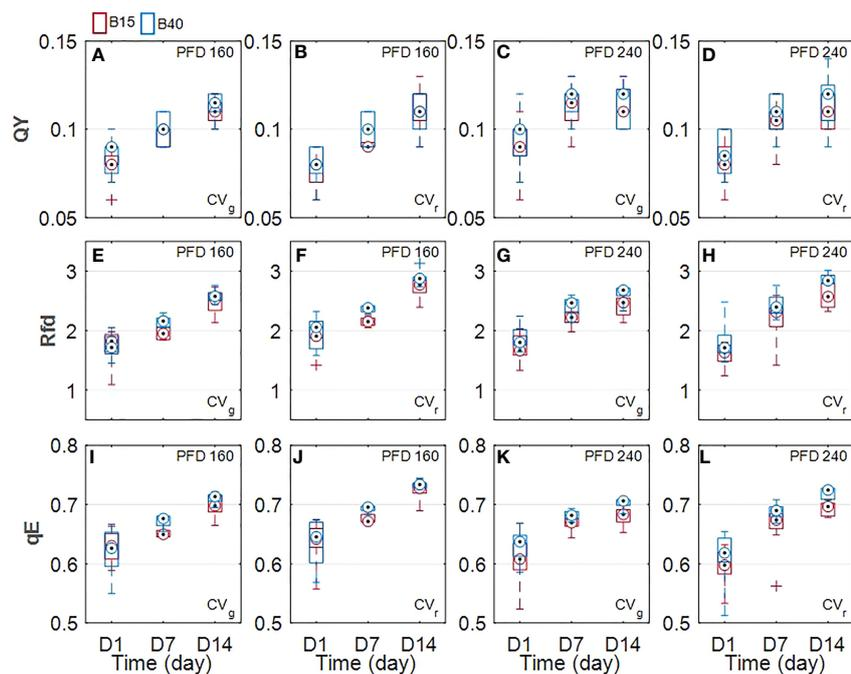 B15 B40
A PFD 160 B PFD 160 C PFD 240 D PFD 240
0.15 0.15 0.15 0.15
QY
0.1 0.1 0.1 0.1
CVg CVr CVg CVr
0.05 0.05 0.05 0.05
E PFD 160 F PFD 160 G PFD 240 H PFD 240
3 3 3 3
Rfd
2 2 2 2
1 1 1 1
CVg CVr CVg CVr
0.8 0.8 0.8 0.8
I PFD 160 J PFD 160 K PFD 240 L PFD 240
0.7 0.7 0.7 0.7
qE
0.6 0.6 0.6 0.6
CVg CVr CVg CVr
0.5 0.5 0.5 0.5
D1 D7 D14 D1 D7 D14 D1 D7 D14 D1 D7 D14
Time (day) Time (day) Time (day) Time (day)